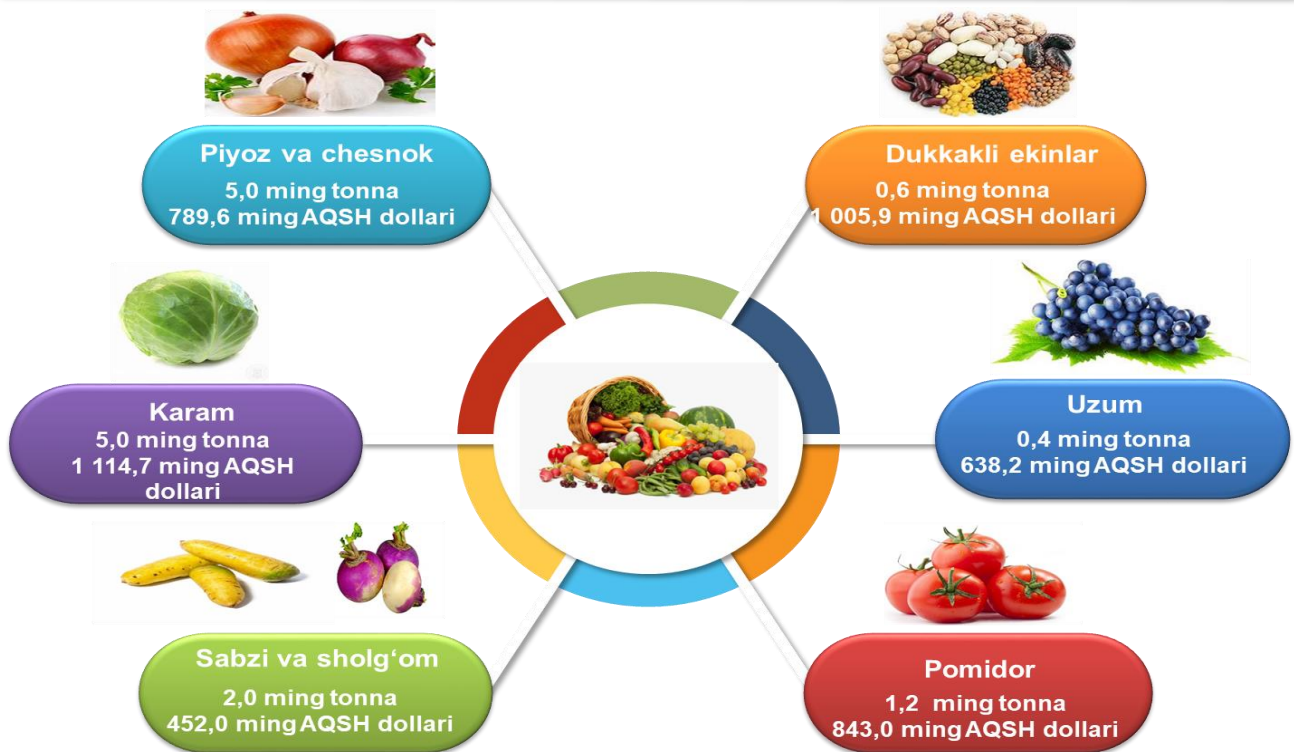 Piyoz va chesnok
5,0 ming tonna
789,6 ming AQSH dollari
Dukkakli ekinlar
0,6 ming tonna
1 005,9 ming AQSH dollari
Karam
5,0 ming tonna
1 114,7 ming AQSH
dollari
Uzum
0,4 ming tonna
638,2 ming AQSH dollari
Sabzi va sholg‘om
2,0 ming tonna
452,0 ming AQSH dollari
Pomidor
1,2 ming tonna
843,0 ming AQSH dollari